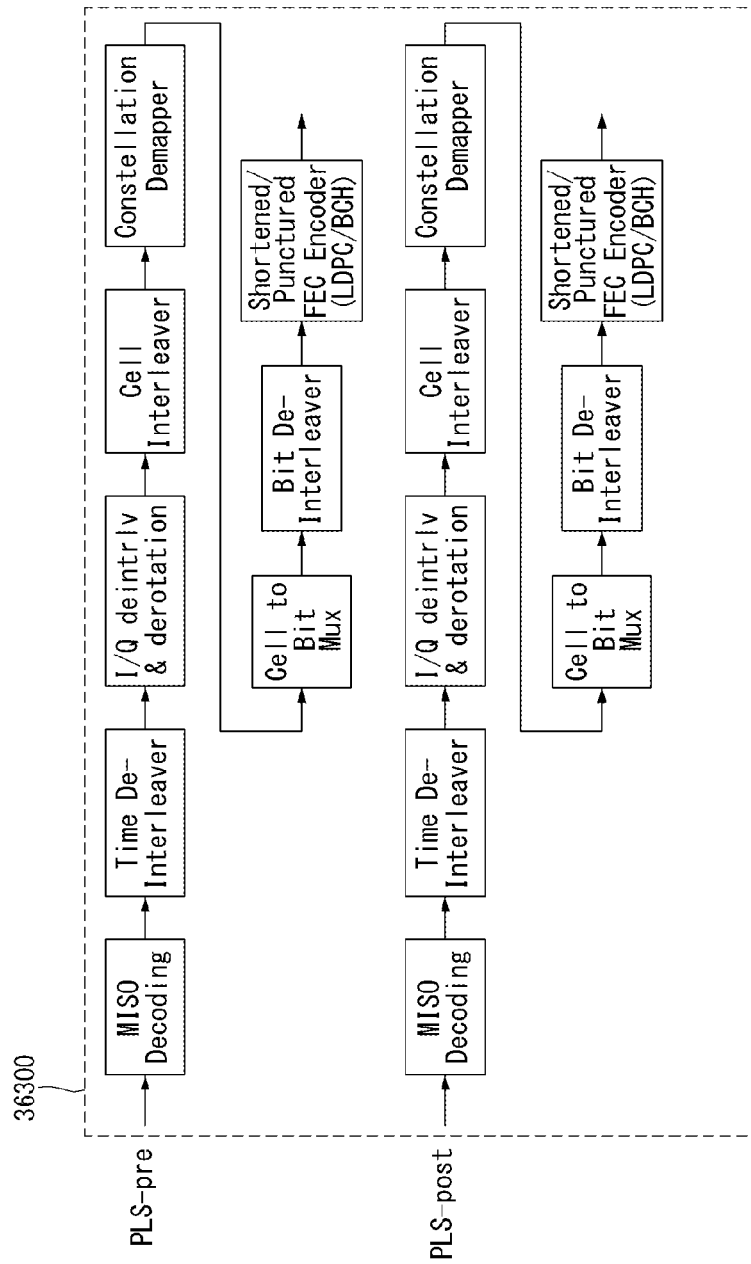 36300
PLS-pre
MISO
Decoding
Time De-
Interleaver
I/Q deintrlv
& derotation
Cell
Interleaver
Constellation
Demapper
Cell to
Bit
Mux
Bit De-
Interleaver
Shortened/
Punctured
FEC Encoder
(LDPC/BCH)
PLS-post
MISO
Decoding
Time De-
Interleaver
I/Q deintrlv
& derotation
Cell
Interleaver
Constellation
Demapper
Cell to
Bit
Mux
Bit De-
Interleaver
Shortened/
Punctured
FEC Encoder
(LDPC/BCH)